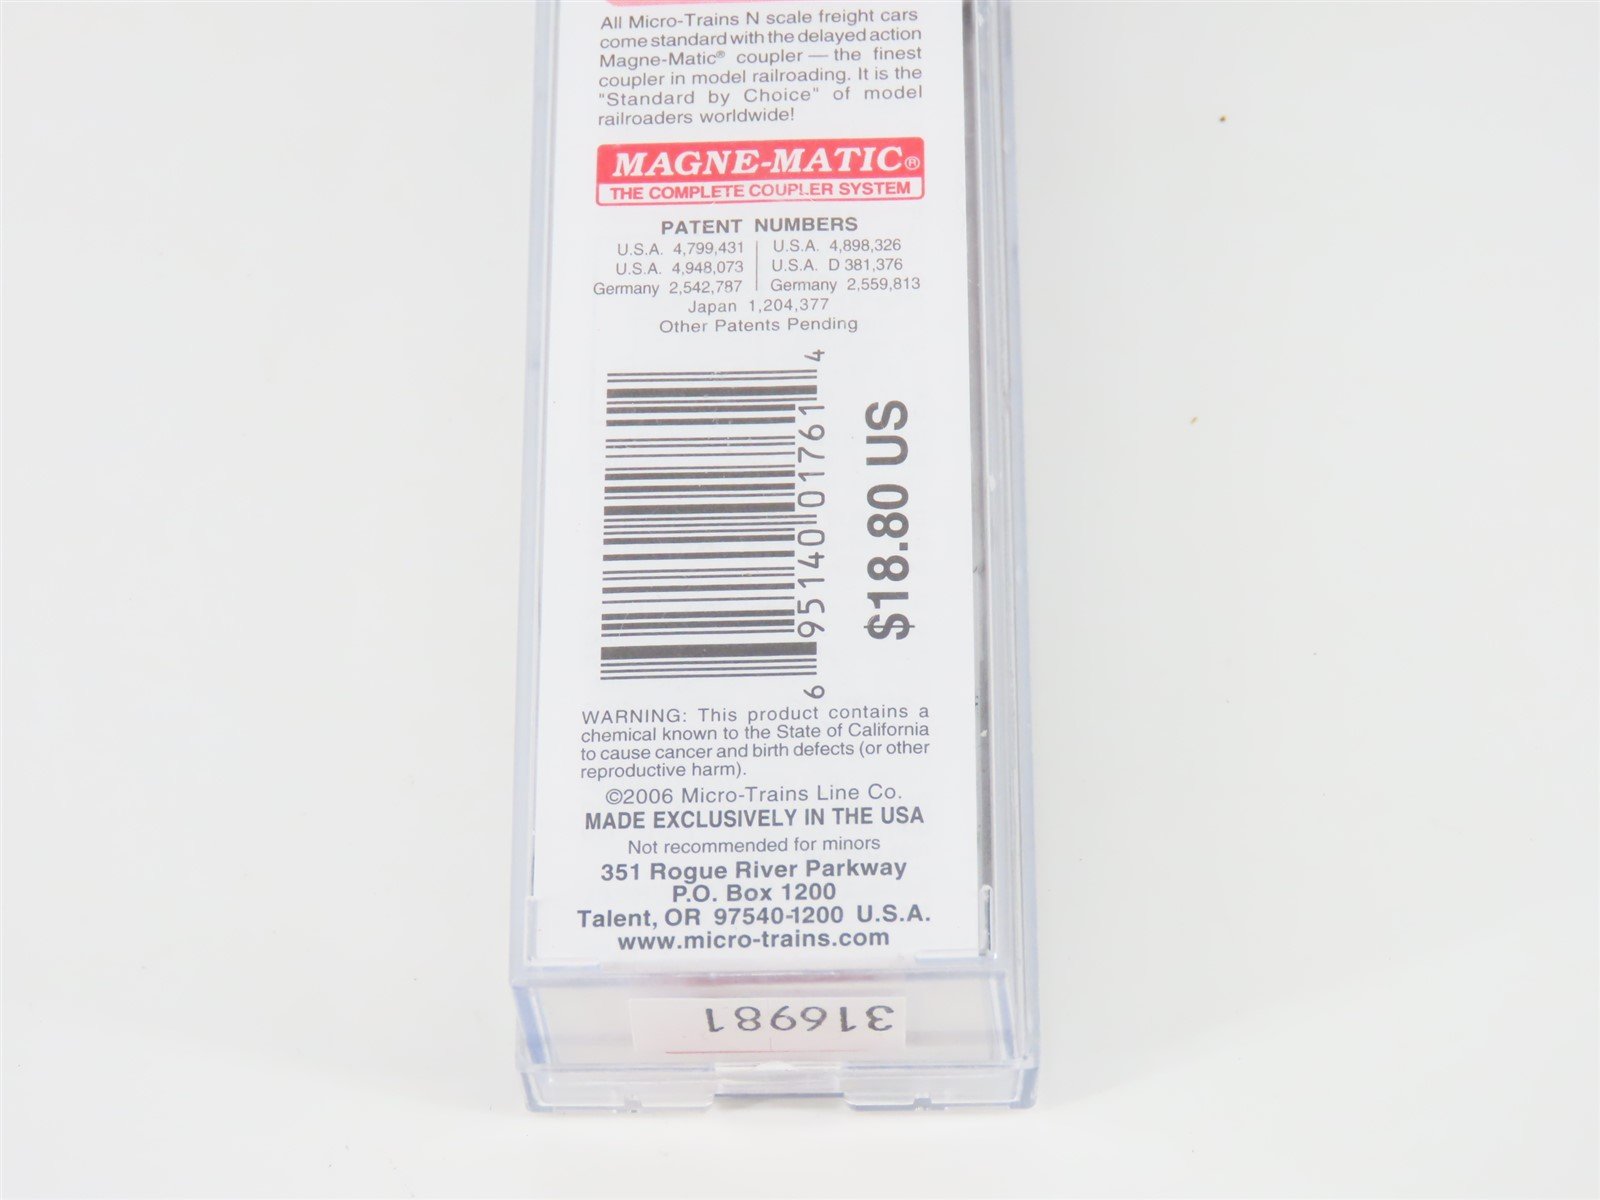 All Micro-Trains N scale freight cars
come standard with the delayed action
Magne-Matic® coupler — the finest
coupler in model railroading. It is the
"Standard by Choice" of model
railroaders worldwide!
MAGNE-MATIC®
THE COMPLETE COUPLER SYSTEM
PATENT NUMBERS
U.S.A. 4,799,431 | U.S.A. 4,898,326
U.S.A. 4,948,073 | U.S.A. D 381,376
Germany 2,542,787 | Germany 2,559,813
Japan 1,204,377
Other Patents Pending
6 95140 01761 4
$18.80 US
WARNING: This product contains a
chemical known to the State of California
to cause cancer and birth defects (or other
reproductive harm).
©2006 Micro-Trains Line Co.
MADE EXCLUSIVELY IN THE USA
Not recommended for minors
351 Rogue River Parkway
P.O. Box 1200
Talent, OR 97540-1200 U.S.A.
www.micro-trains.com
316981